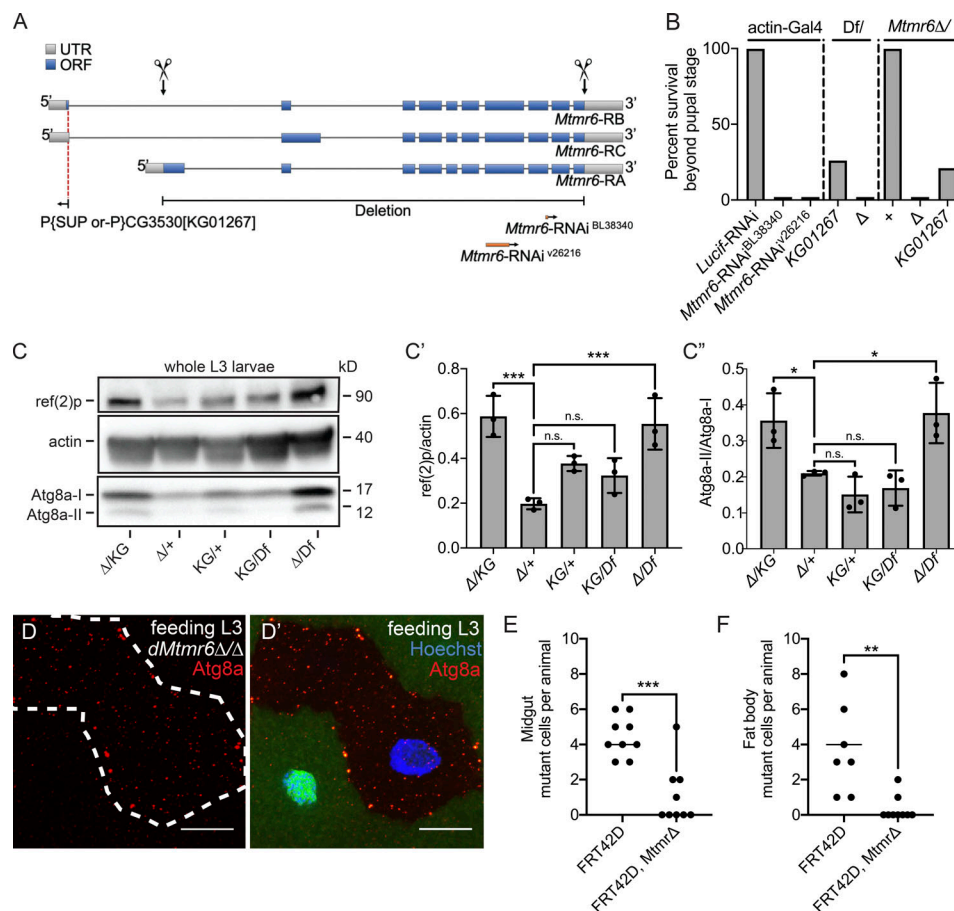 A
UTR
ORF
5'
3'
Mtmr6-RB
5'
3'
Mtmr6-RC
5'
3'
Mtmr6-RA
Deletion
P{SUP or-P}CG3530[KG01267]
Mtmr6-RNAi BL38340
Mtmr6-RNAi v26216
B
actin-Gal4 Df/ Mtmr6Δ/
Percent survival
beyond pupal stage
100
50
0
Lucif-RNAi
Mtmr6-RNAi BL38340
Mtmr6-RNAi v26216
KG01267
Δ
+
Δ
KG01267
C
whole L3 larvae kD
ref(2)p 90
actin 40
Atg8a-I 17
Atg8a-II 12
Δ/KG Δ/+ KG/+ KG/Df Δ/Df
C'
ref(2)p/actin
0.8
0.6
0.4
0.2
0.0
***
***
n.s.
n.s.
Δ/KG Δ/+ KG/+ KG/Df Δ/Df
C"
Atg8a-II/Atg8a-I
0.5
0.4
0.3
0.2
0.1
0.0
*
*
n.s.
n.s.
Δ/KG Δ/+ KG/+ KG/Df Δ/Df
D
feeding L3
dMtmr6Δ/Δ
Atg8a
D'
feeding L3
Hoechst
Atg8a
E
Midgut
mutant cells per animal
10
8
6
4
2
0
***
FRT42D
FRT42D, MtmrΔ
F
Fat body
mutant cells per animal
10
8
6
4
2
0
**
FRT42D
FRT42D, MtmrΔ